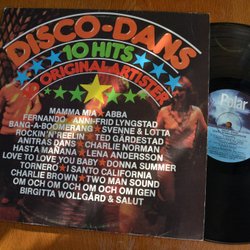 DISCO-DANS
10 HITS
10 ORIGINALARTISTER
MAMMA MIA ★ ABBA
FERNANDO ★ ANNI-FRID LYNGSTAD
BANG-A-BOOMERANG ★ SVENNE & LOTTA
ROCKIN'N'REELIN' ★ TED GÄRDESTAD
ANITRAS DANS ★ CHARLIE NORMAN
HASTA MAÑANA ★ LENA ANDERSSON
LOVE TO LOVE YOU BABY ★ DONNA SUMMER
TORNERO ★ I SANTO CALIFORNIA
CHARLIE BROWN ★ TWO MAN SOUND
OM OCH OM OCH OM OCH OM IGEN
BIRGITTA WOLLGÅRD & SALUT
Polar